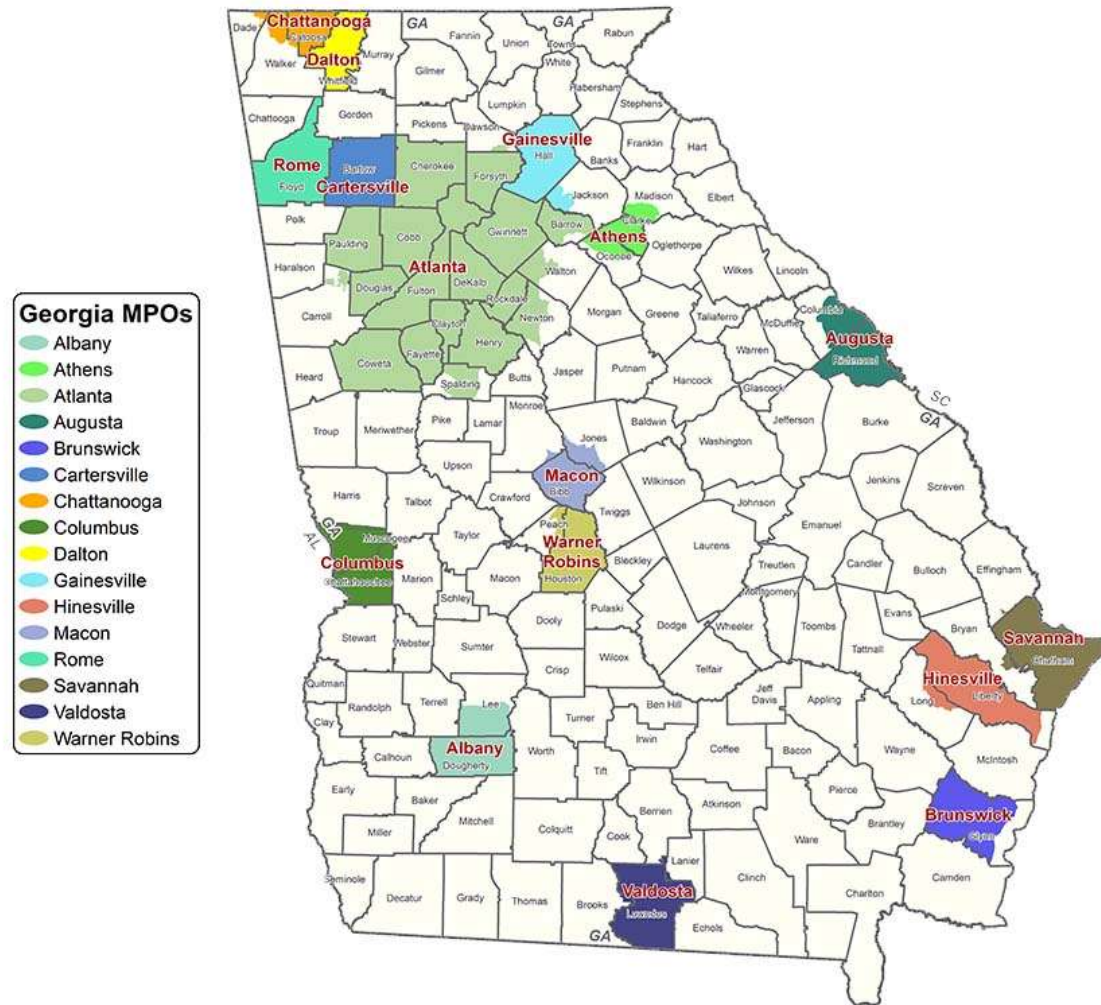 Georgia MPOs
Albany
Athens
Atlanta
Augusta
Brunswick
Cartersville
Chattanooga
Columbus
Dalton
Gainesville
Hinesville
Macon
Rome
Savannah
Valdosta
Warner Robins
Chattanooga
GA
GA
Dade
Catoosa
Fannin
Union
Towns
Rabun
Walker
Dalton
Murray
Whitfield
Gilmer
White
Habersham
Stephens
Lumpkin
Chattooga
Gordon
Pickens
Dawson
Gainesville
Hall
Banks
Franklin
Hart
Rome
Floyd
Bartow
Cartersville
Cherokee
Forsyth
Jackson
Madison
Elbert
Polk
Paulding
Cobb
Gwinnett
Barrow
Clarke
Athens
Oconee
Oglethorpe
Haralson
Atlanta
Douglas
Fulton
DeKalb
Rockdale
Walton
Wilkes
Lincoln
Carroll
Clayton
Newton
Morgan
Greene
Taliaferro
McDuffie
Columbia
Augusta
Richmond
Coweta
Fayette
Henry
Heard
Spalding
Butts
Jasper
Putnam
Hancock
Warren
Glascock
SC
GA
Troup
Meriwether
Pike
Lamar
Monroe
Jones
Baldwin
Washington
Jefferson
Burke
Upson
Macon
Bibb
Wilkinson
Jenkins
Screven
Harris
Talbot
Crawford
Peach
Twiggs
Johnson
Emanuel
GA
AL
Muscogee
Columbus
Chattahoochee
Taylor
Warner
Robins
Houston
Bleckley
Laurens
Treutlen
Candler
Bulloch
Effingham
Marion
Macon
Schley
Pulaski
Montgomery
Evans
Bryan
Savannah
Chatham
Stewart
Webster
Sumter
Dooly
Dodge
Wheeler
Toombs
Tattnall
Crisp
Wilcox
Telfair
Hinesville
Liberty
Long
Quitman
Randolph
Terrell
Lee
Turner
Ben Hill
Jeff
Davis
Appling
Clay
Calhoun
Albany
Dougherty
Worth
Irwin
Coffee
Bacon
Wayne
McIntosh
Tift
Early
Baker
Mitchell
Berrien
Atkinson
Pierce
Brunswick
Glynn
Miller
Colquitt
Cook
Ware
Brantley
Lanier
Clinch
Camden
Seminole
Decatur
Grady
Thomas
Brooks
Valdosta
Lowndes
Charlton
Echols
GA